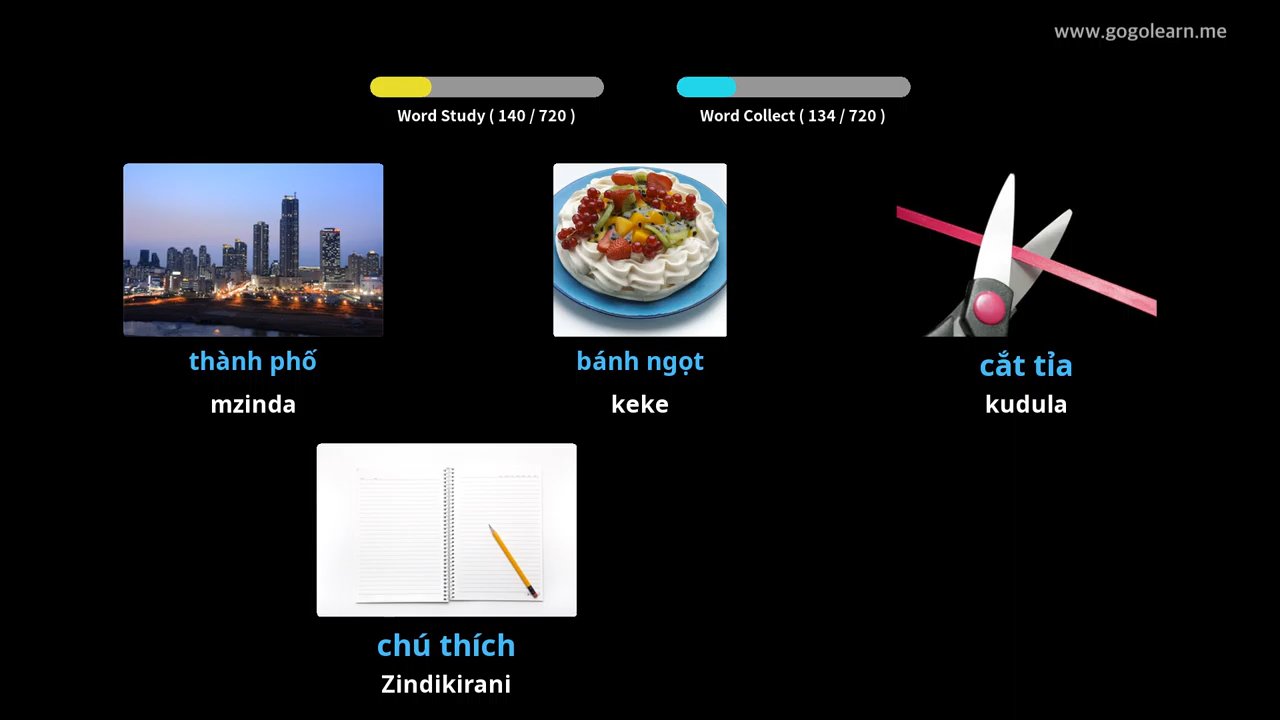 www.gogolearn.me
Word Study ( 140 / 720 )
Word Collect ( 134 / 720 )
thành phố
bánh ngọt
cắt tỉa
mzinda
keke
kudula
chú thích
Zindikirani